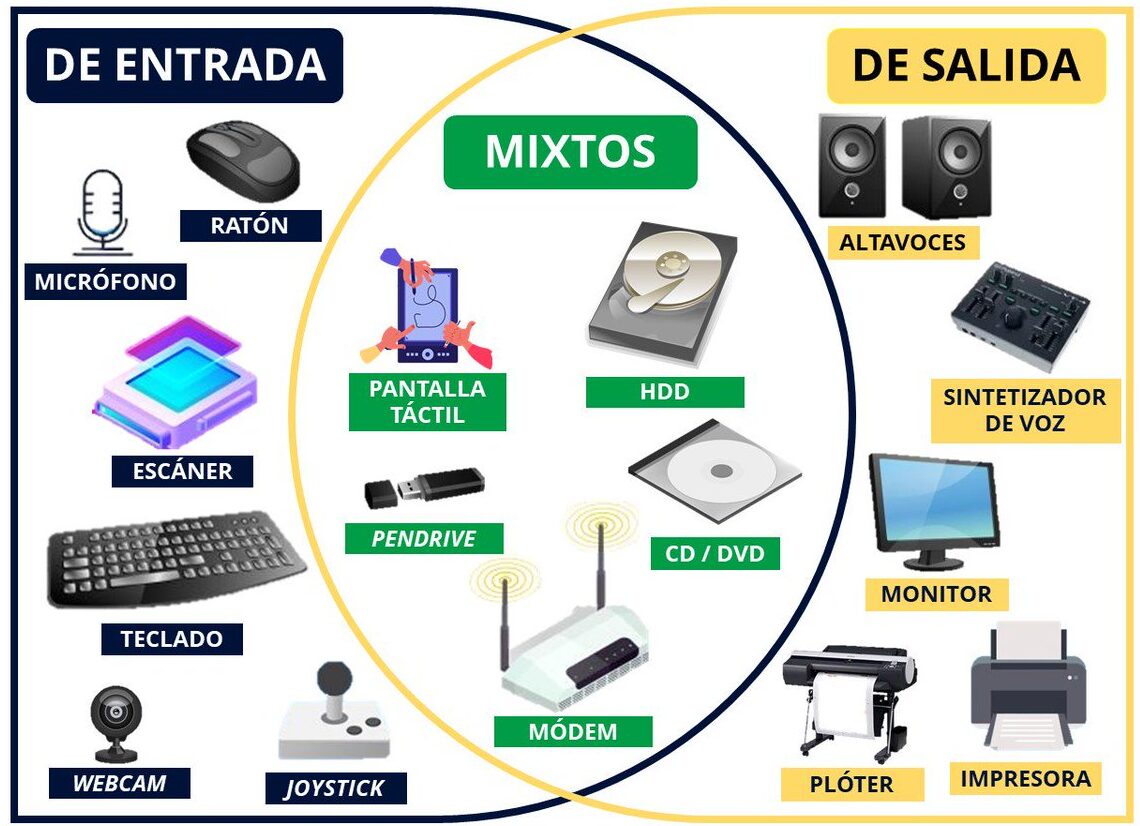 DE ENTRADA
RATÓN
MICRÓFONO
ESCÁNER
TECLADO
WEBCAM
JOYSTICK
MIXTOS
PANTALLA
TÁCTIL
HDD
PENDRIVE
CD / DVD
MÓDEM
DE SALIDA
ALTAVOCES
SINTETIZADOR
DE VOZ
MONITOR
PLÓTER
IMPRESORA